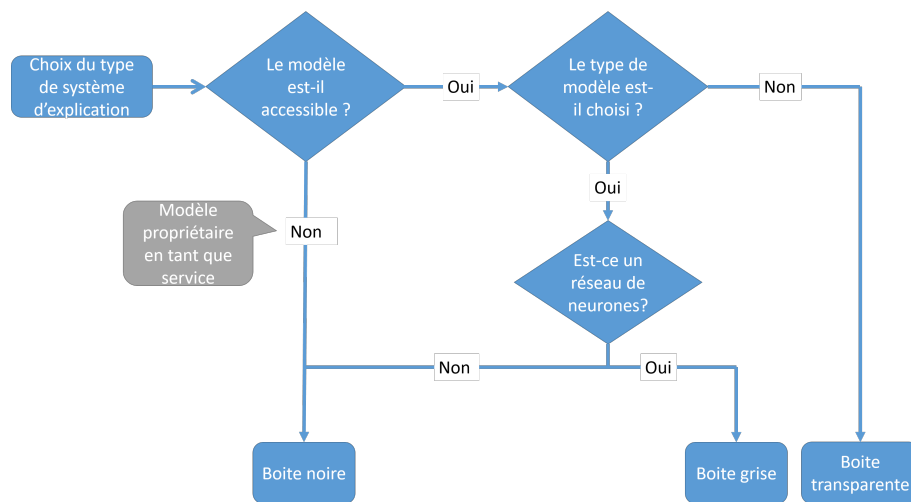 Choix du type
de système
d'explication
Le modèle
est-il
accessible ?
Oui
Le type de
modèle est-
il choisi ?
Non
Oui
Modèle
propriétaire
en tant que
service
Non
Est-ce un
réseau de
neurones?
Non
Oui
Boite noire
Boite grise
Boite
transparente